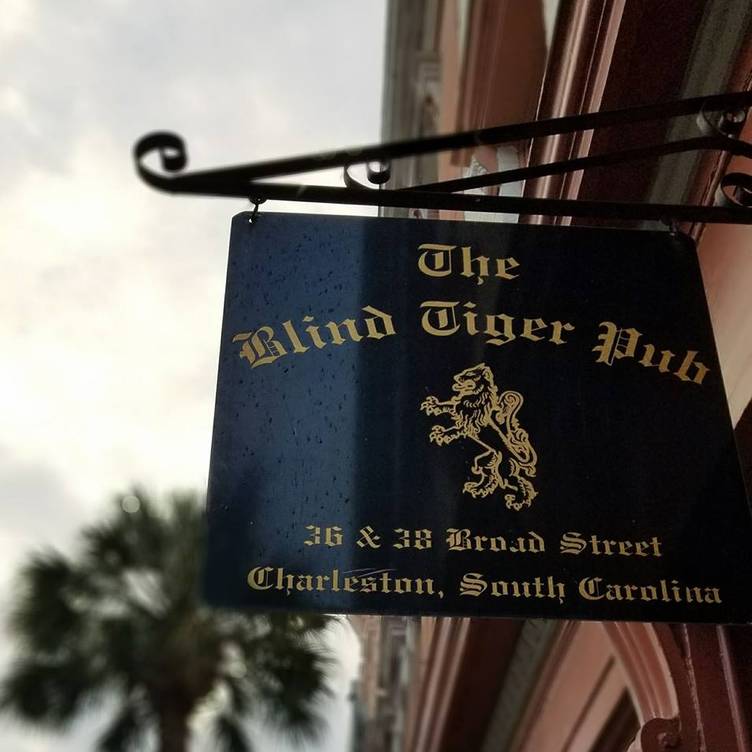 The
Blind Tiger Pub
36 & 38 Broad Street
Charleston, South Carolina